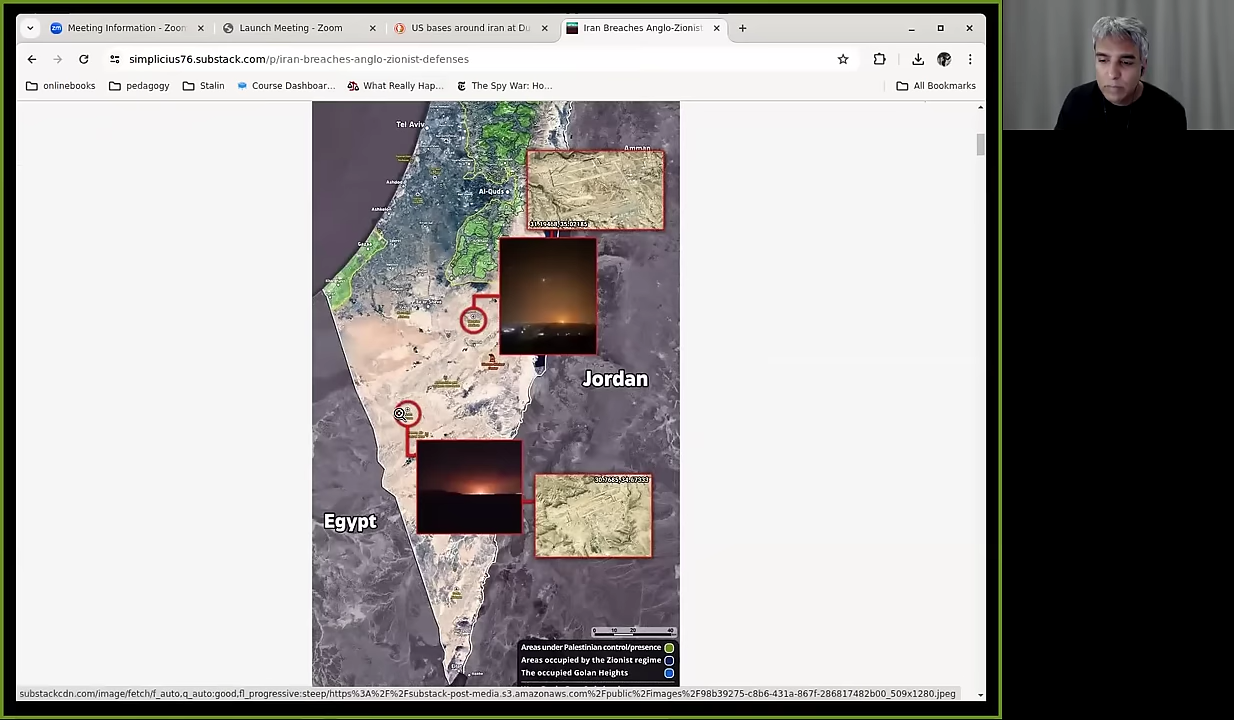 Meeting Information - Zoom
Launch Meeting - Zoom
US bases around iran at Du
Iran Breaches Anglo-Zionist
simplicius76.substack.com/p/iran-breaches-anglo-zionist-defenses
onlinebooks
pedagogy
Stalin
Course Dashboar...
What Really Hap...
The Spy War: Ho...
All Bookmarks
Tel Aviv
Amman
Ashdod
Al-Quds
Ashkelon
Gaza
Jordan
Egypt
Areas under Palestinian control/presence
Areas occupied by the Zionist regime
The occupied Golan Heights
substackcdn.com/image/fetch/f_auto,q_auto:good,fl_progressive:steep/https%3A%2F%2Fsubstack-post-media.s3.amazonaws.com%2Fpublic%2Fimages%2F98b39275-c8b6-431a-867f-286817482b00_509x1280.jpeg